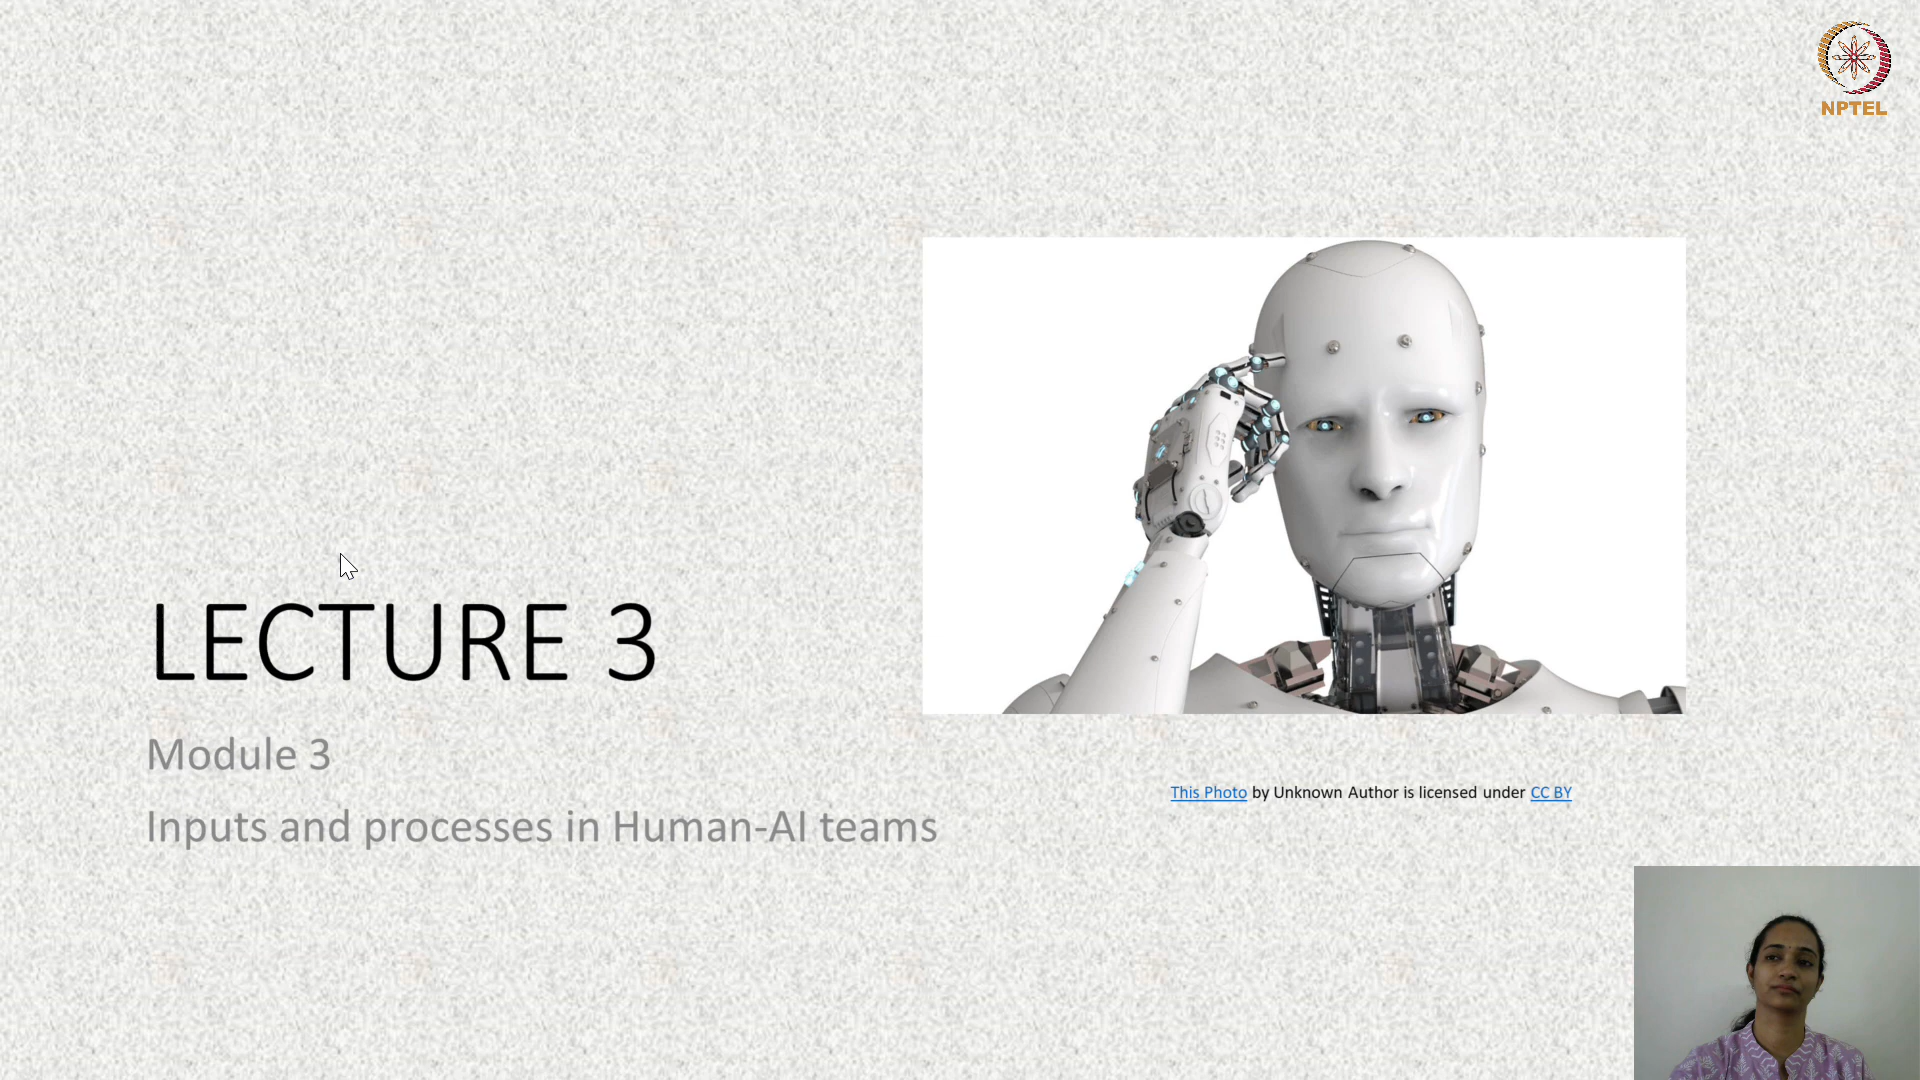 NPTEL
LECTURE 3
Module 3
Inputs and processes in Human-AI teams
This Photo by Unknown Author is licensed under CC BY